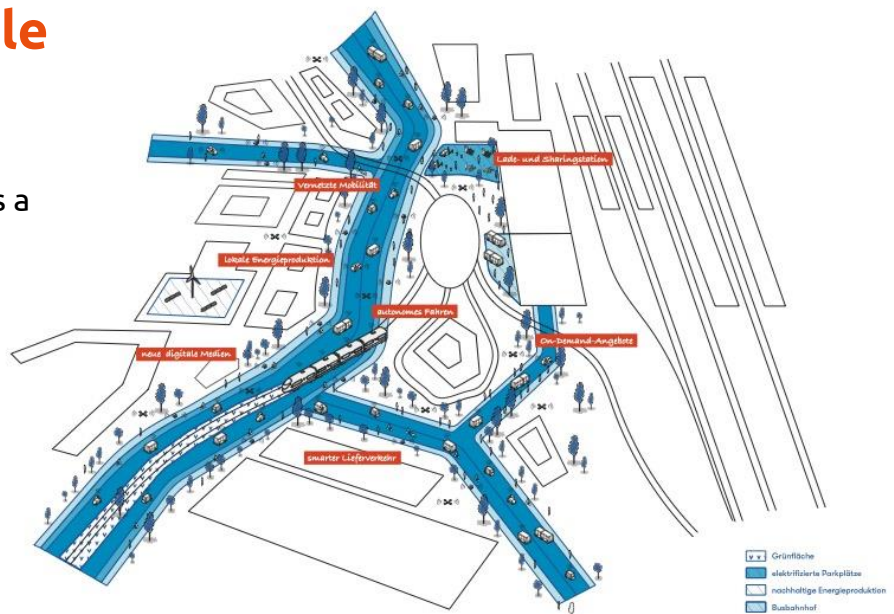 le
s a
Lade- und Sharingstation
Vernetzte Mobilität
lokale Energieproduktion
autonomes Fahren
On-Demand-Angebote
neue digitale Medien
smarter Lieferverkehr
Grünfläche
elektrifizierte Parkplätze
nachhaltige Energieproduktion
Busbahnhof